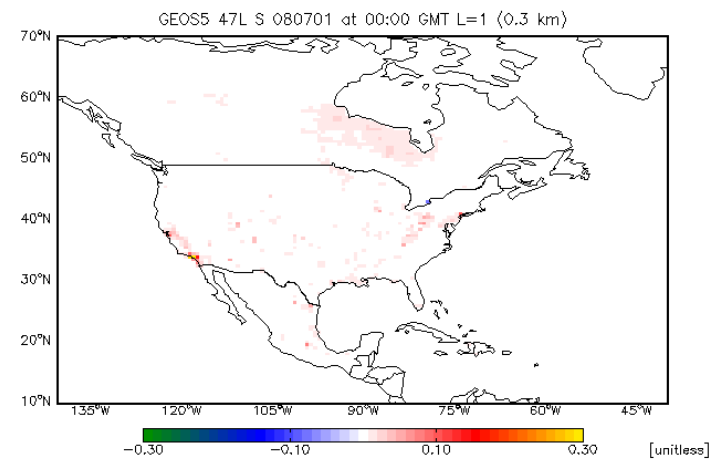 GEOS5 47L S 080701 at 00:00 GMT L=1 (0.3 km)
70°N
60°N
50°N
40°N
30°N
20°N
10°N
135°W 120°W 105°W 90°W 75°W 60°W 45°W
-0.30 -0.10 0.10 0.30 [unitless]